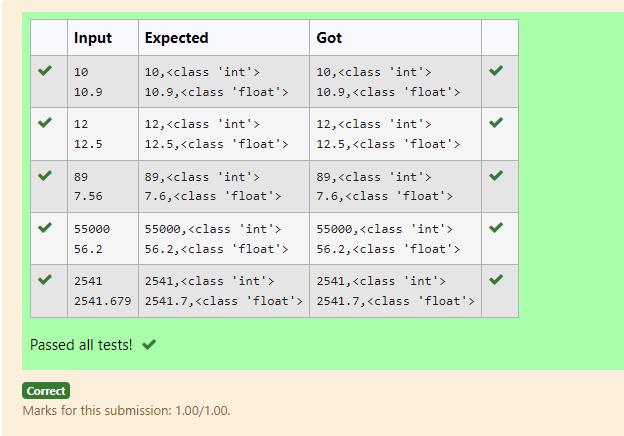 Input Expected Got
10 10,<class 'int'> 10,<class 'int'>
10.9 10.9,<class 'float'> 10.9,<class 'float'>
12 12,<class 'int'> 12,<class 'int'>
12.5 12.5,<class 'float'> 12.5,<class 'float'>
89 89,<class 'int'> 89,<class 'int'>
7.56 7.6,<class 'float'> 7.6,<class 'float'>
55000 55000,<class 'int'> 55000,<class 'int'>
56.2 56.2,<class 'float'> 56.2,<class 'float'>
2541 2541,<class 'int'> 2541,<class 'int'>
2541.679 2541.7,<class 'float'> 2541.7,<class 'float'>
Passed all tests!
Correct
Marks for this submission: 1.00/1.00.